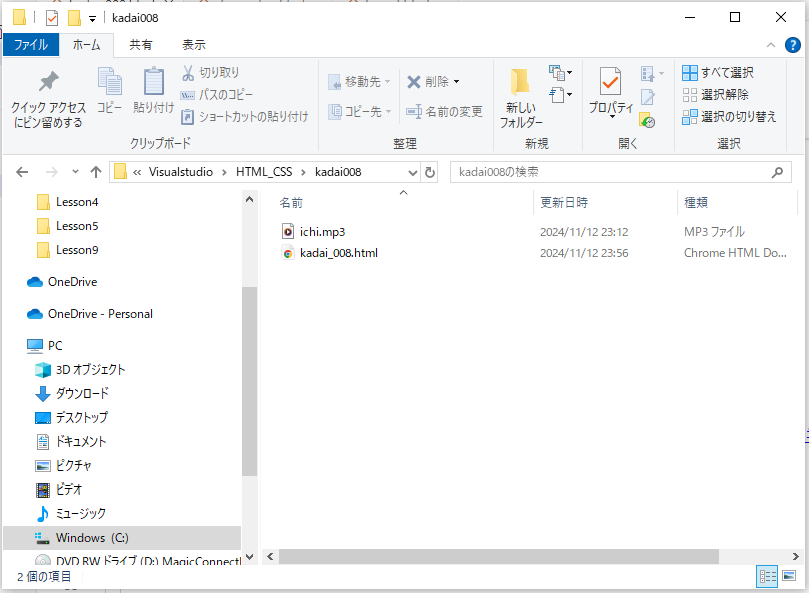 kadai008
ファイル ホーム 共有 表示
クイック アクセス
にピン留めする
コピー
貼り付け
切り取り
パスのコピー
ショートカットの貼り付け
クリップボード
移動先
コピー先
削除
名前の変更
整理
新しい
フォルダー
新規
プロパティ
開く
すべて選択
選択解除
選択の切り替え
選択
« Visualstudio › HTML_CSS › kadai008
kadai008の検索
Lesson4
Lesson5
Lesson9
OneDrive
OneDrive - Personal
PC
3D オブジェクト
ダウンロード
デスクトップ
ドキュメント
ピクチャ
ビデオ
ミュージック
Windows (C:)
DVD RW ドライブ (D:) MagicConnect
名前 更新日時 種類
ichi.mp3 2024/11/12 23:12 MP3 ファイル
kadai_008.html 2024/11/12 23:56 Chrome HTML Do...
2 個の項目